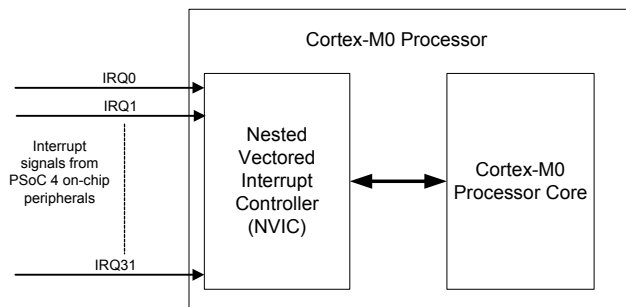 Cortex-M0 Processor
IRQ0
IRQ1
Interrupt
signals from
PSoC 4 on-chip
peripherals
IRQ31
Nested
Vectored
Interrupt
Controller
(NVIC)
Cortex-M0
Processor Core